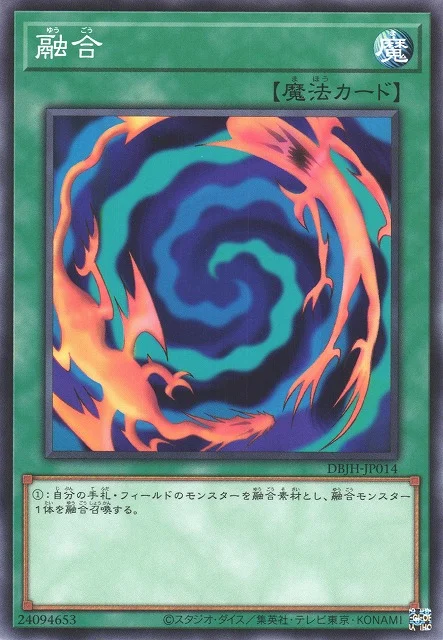 融合
魔
【魔法カード】
DBJH-JP014
①：自分の手札・フィールドのモンスターを融合素材とし、融合モンスター
1体を融合召喚する。
24094653
©スタジオ・ダイス/集英社・テレビ東京・KONAMI